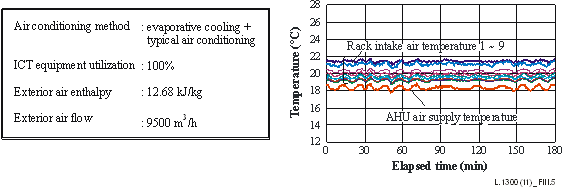 Air conditioning method : evaporative cooling +
typical air conditioning
ICT equipment utilization : 100%
Exterior air enthalpy : 12.68 kJ/kg
Exterior air flow : 9500 m³/h
Temperature (°C)
28
26
24
22
20
18
16
14
12
Rack intake air temperature 1 ~ 9
AHU air supply temperature
0 30 60 90 120 150 180
Elapsed time (min)
L.1300(11)_FIII.5